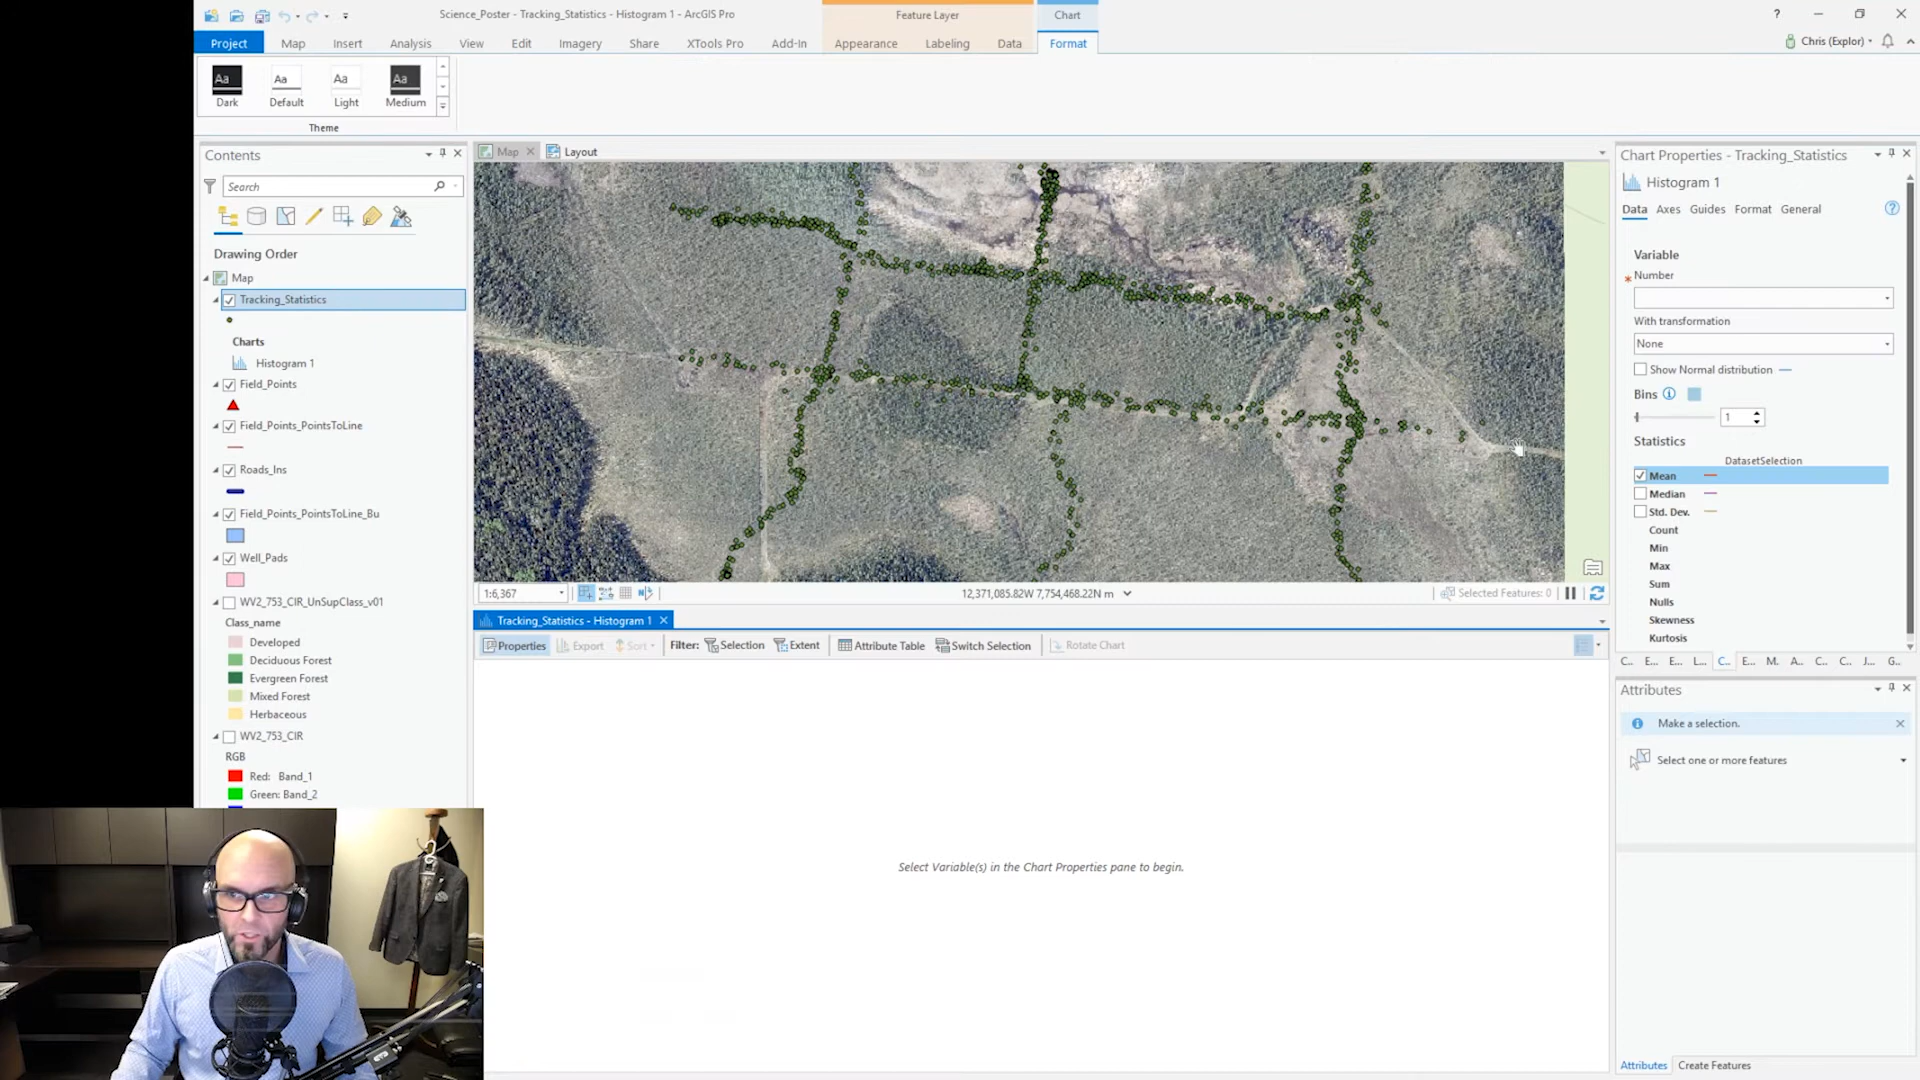 Science_Poster - Tracking_Statistics - Histogram 1 - ArcGIS Pro
Feature Layer
Chart
?
Project
Map
Insert
Analysis
View
Edit
Imagery
Share
XTools Pro
Add-In
Appearance
Labeling
Data
Format
Chris (Explor)
Aa
Aa
Aa
Aa
Dark
Default
Light
Medium
Theme
Contents
Search
Drawing Order
Map
Tracking_Statistics
Charts
Histogram 1
Field_Points
Field_Points_PointsToLine
Roads_Ins
Field_Points_PointsToLine_Bu
Well_Pads
WV2_753_CIR_UnSupClass_v01
Class_name
Developed
Deciduous Forest
Evergreen Forest
Mixed Forest
Herbaceous
WV2_753_CIR
RGB
Red: Band_1
Green: Band_2
Map
Layout
1:6,367
12,371,085.82W 7,754,468.22N m
Selected Features: 0
Tracking_Statistics - Histogram 1
Properties
Export
Sort
Filter:
Selection
Extent
Attribute Table
Switch Selection
Rotate Chart
Select Variable(s) in the Chart Properties pane to begin.
Chart Properties - Tracking_Statistics
Histogram 1
Data
Axes
Guides
Format
General
Variable
* Number
With transformation
None
Show Normal distribution
Bins
1
Statistics
DatasetSelection
Mean
Median
Std. Dev.
Count
Min
Max
Sum
Nulls
Skewness
Kurtosis
C... E... E... L... C... E... M. A... C... C... J... G...
Attributes
Make a selection.
Select one or more features
Attributes
Create Features